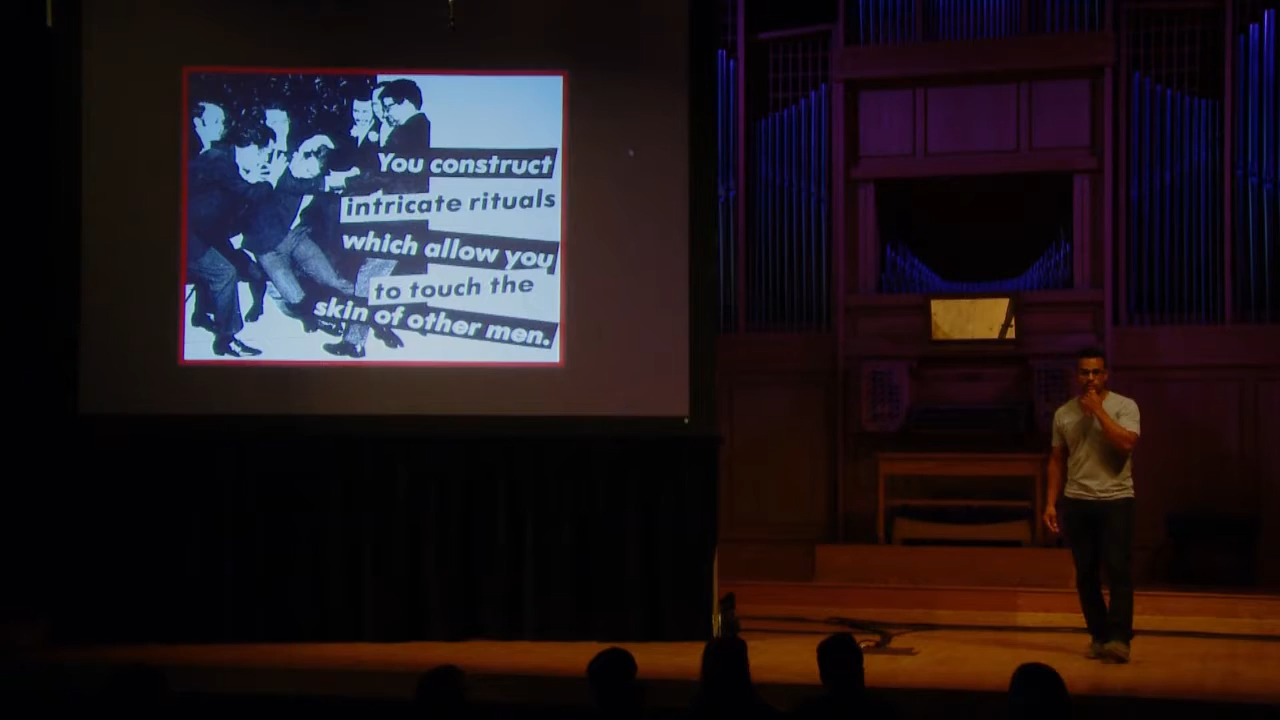 You construct
intricate rituals
which allow you
to touch the
skin of other men.